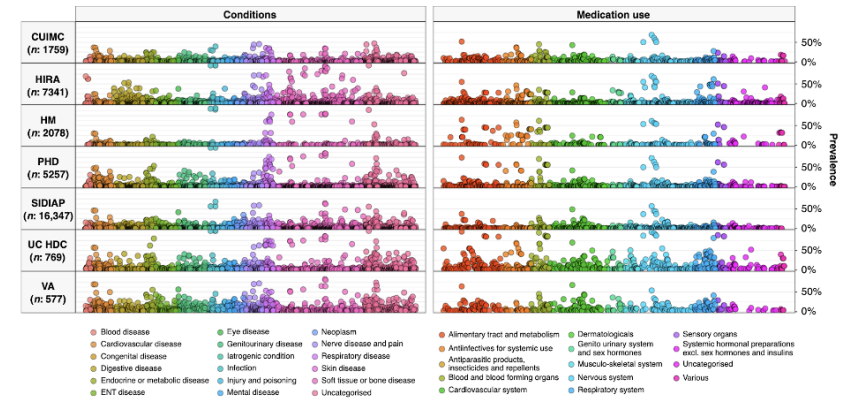 Conditions
Medication use
CUIMC
(n: 1759)
HIRA
(n: 7341)
HM
(n: 2078)
PHD
(n: 5257)
SIDIAP
(n: 16,347)
UC HDC
(n: 769)
VA
(n: 577)
50%
0%
50%
0%
50%
0%
50%
0%
50%
0%
50%
0%
50%
0%
Prevalence
Blood disease
Cardiovascular disease
Congenital disease
Digestive disease
Endocrine or metabolic disease
ENT disease
Eye disease
Genitourinary disease
Iatrogenic condition
Infection
Injury and poisoning
Mental disease
Neoplasm
Nerve disease and pain
Respiratory disease
Skin disease
Soft tissue or bone disease
Uncategorised
Alimentary tract and metabolism
Antiinfectives for systemic use
Antiparasitic products,
insecticides and repellents
Blood and blood forming organs
Cardiovascular system
Dermatologicals
Genito urinary system
and sex hormones
Musculo-skeletal system
Nervous system
Respiratory system
Sensory organs
Systemic hormonal preparations
excl. sex hormones and insulins
Uncategorised
Various